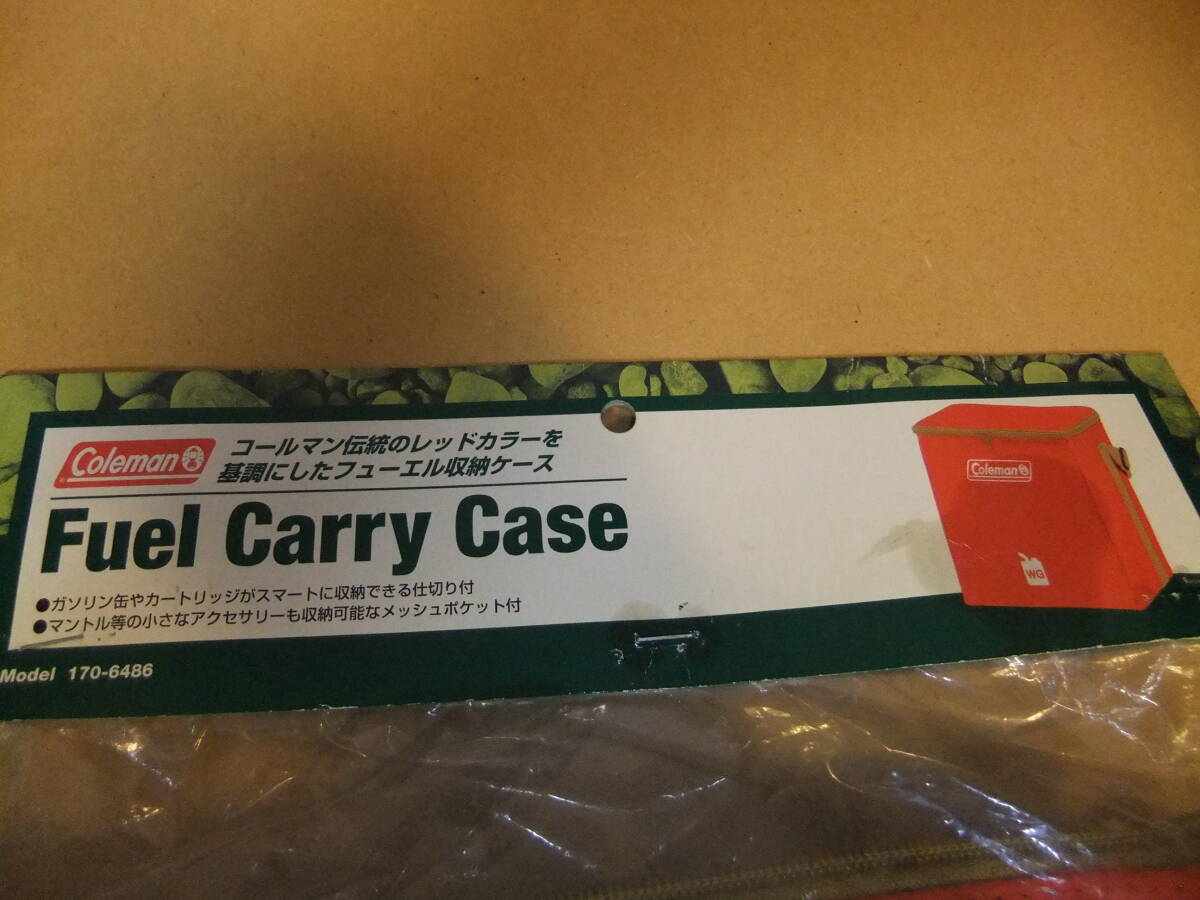 Coleman
コールマン伝統のレッドカラーを
基調にしたフューエル収納ケース
Fuel Carry Case
●ガソリン缶やカートリッジがスマートに収納できる仕切り付
●マントル等の小さなアクセサリーも収納可能なメッシュポケット付
Model 170-6486
Coleman
WG